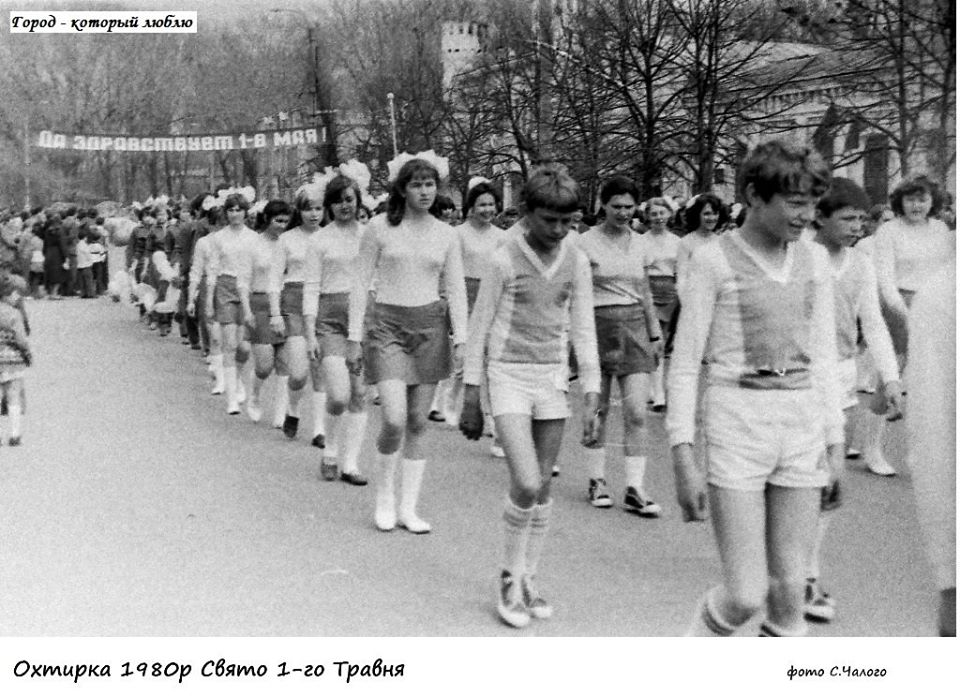 Город - который люблю
ДА ЗДРАВСТВУЕТ 1-Е МАЯ!
Охтирка 1980р Свято 1-го Травня
фото С.Чалого